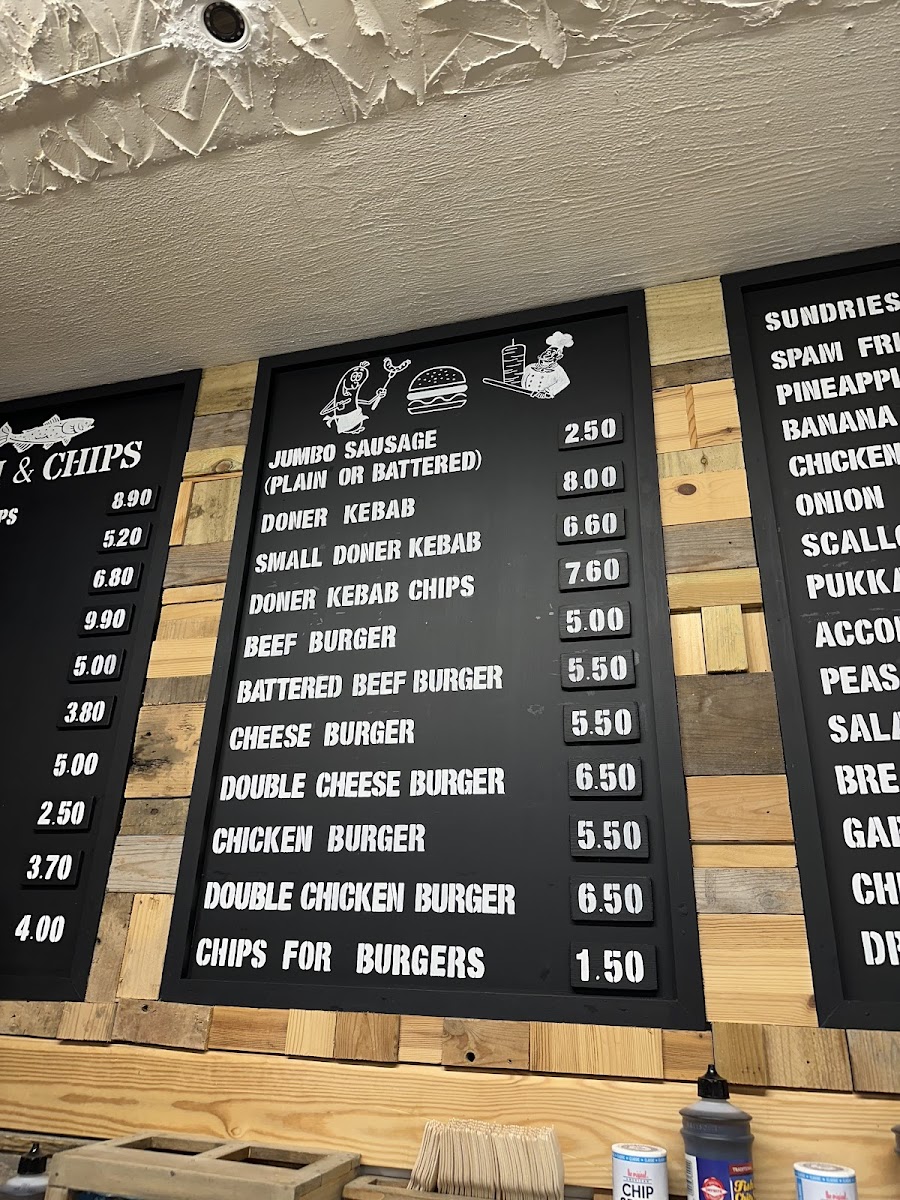 & CHIPS
8.90
5.20
6.80
9.90
5.00
3.80
5.00
2.50
3.70
4.00
JUMBO SAUSAGE
(PLAIN OR BATTERED) 2.50
DONER KEBAB 8.00
SMALL DONER KEBAB 6.60
DONER KEBAB CHIPS 7.60
BEEF BURGER 5.00
BATTERED BEEF BURGER 5.50
CHEESE BURGER 5.50
DOUBLE CHEESE BURGER 6.50
CHICKEN BURGER 5.50
DOUBLE CHICKEN BURGER 6.50
CHIPS FOR BURGERS 1.50
SUNDRIES
SPAM
BANANA
CHICKEN
ONION
PEAS
CHIP